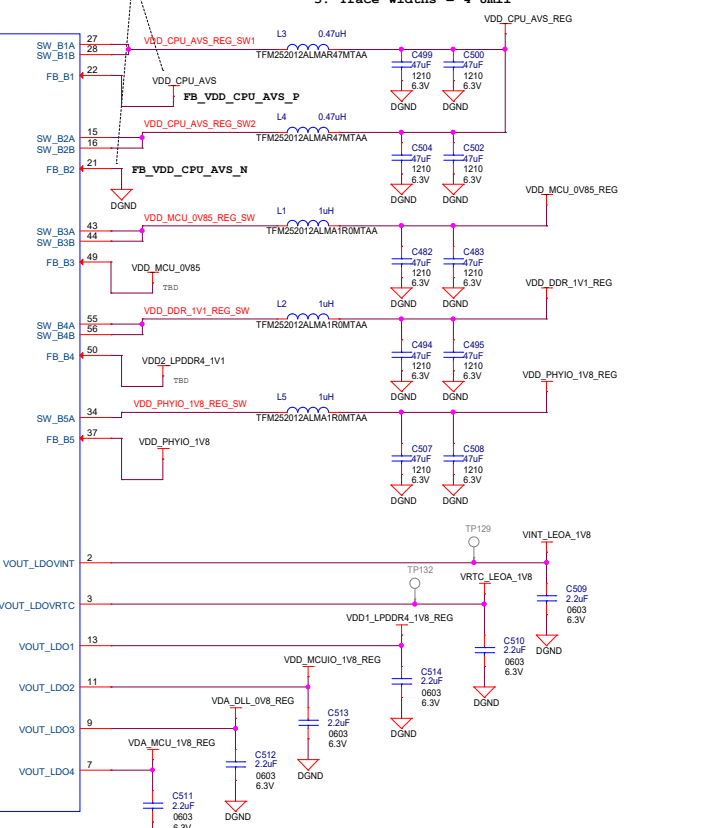 VDD_CPU_AVS_REG
27
SW_B1A
28
SW_B1B
VDD_CPU_AVS_REG_SW1
L3
0.47uH
TFM252012ALMAR47MTAA
C499
47uF
1210
6.3V
DGND
C500
47uF
1210
6.3V
DGND
22
FB_B1
VDD_CPU_AVS
FB_VDD_CPU_AVS_P
15
SW_B2A
16
SW_B2B
VDD_CPU_AVS_REG_SW2
L4
0.47uH
TFM252012ALMAR47MTAA
C504
47uF
1210
6.3V
DGND
C502
47uF
1210
6.3V
DGND
21
FB_B2
FB_VDD_CPU_AVS_N
DGND
VDD_MCU_0V85_REG
43
SW_B3A
44
SW_B3B
VDD_MCU_0V85_REG_SW
L1
1uH
TFM252012ALMA1R0MTAA
C482
47uF
1210
6.3V
DGND
C483
47uF
1210
6.3V
DGND
49
FB_B3
VDD_MCU_0V85
TBD
VDD_DDR_1V1_REG
55
SW_B4A
56
SW_B4B
VDD_DDR_1V1_REG_SW
L2
1uH
TFM252012ALMA1R0MTAA
C494
47uF
1210
6.3V
DGND
C495
47uF
1210
6.3V
DGND
50
FB_B4
VDD2_LPDDR4_1V1
TBD
VDD_PHYIO_1V8_REG
34
SW_B5A
VDD_PHYIO_1V8_REG_SW
L5
1uH
TFM252012ALMA1R0MTAA
C507
47uF
1210
6.3V
DGND
C508
47uF
1210
6.3V
DGND
37
FB_B5
VDD_PHYIO_1V8
TP129
VINT_LEOA_1V8
2
VOUT_LDOVINT
C509
2.2uF
0603
6.3V
DGND
TP132
VRTC_LEOA_1V8
3
VOUT_LDOVRTC
C510
2.2uF
0603
6.3V
DGND
VDD1_LPDDR4_1V8_REG
13
VOUT_LDO1
C514
2.2uF
0603
6.3V
DGND
VDD_MCUIO_1V8_REG
11
VOUT_LDO2
C513
2.2uF
0603
6.3V
DGND
VDA_DLL_0V8_REG
9
VOUT_LDO3
C512
2.2uF
0603
6.3V
DGND
VDA_MCU_1V8_REG
7
VOUT_LDO4
C511
2.2uF
0603
6.3V